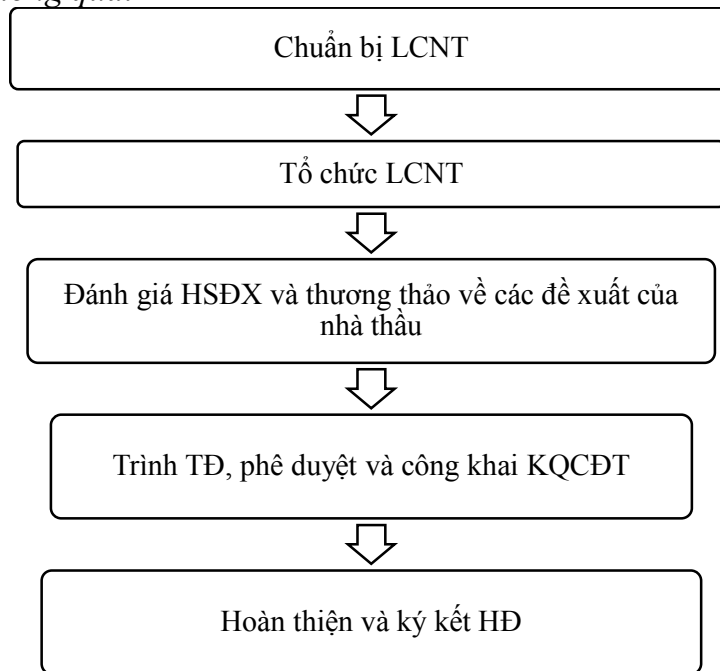 Chuẩn bị LCNT
Tổ chức LCNT
Đánh giá HSĐX và thương thảo về các đề xuất của
nhà thầu
Trình TĐ, phê duyệt và công khai KQCĐT
Hoàn thiện và ký kết HĐ